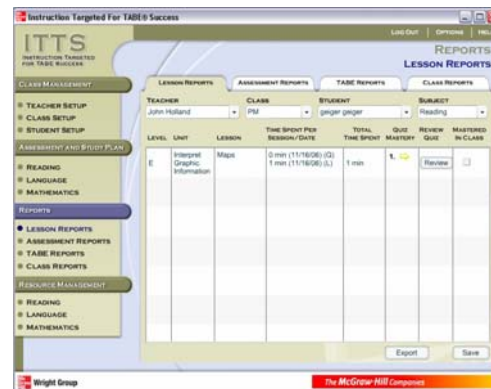 Instruction Targeted For TABE® Success
LOG OUT | OPTIONS | HELP
ITTS
INSTRUCTION TARGETED
FOR TABE SUCCESS
REPORTS
LESSON REPORTS
CLASS MANAGEMENT
TEACHER SETUP
CLASS SETUP
STUDENT SETUP
ASSESSMENT AND STUDY PLAN
READING
LANGUAGE
MATHEMATICS
REPORTS
LESSON REPORTS
ASSESSMENT REPORTS
TABE REPORTS
CLASS REPORTS
RESOURCE MANAGEMENT
READING
LANGUAGE
MATHEMATICS
LESSON REPORTS ASSESSMENT REPORTS TABE REPORTS CLASS REPORTS
TEACHER CLASS STUDENT SUBJECT
John Holland PM geiger geiger Reading
LEVEL UNIT LESSON TIME SPENT PER SESSION/DATE TOTAL TIME SPENT QUIZ MASTERY REVIEW QUIZ MASTERED IN CLASS
E Interpret Graphic Information Maps 0 min (11/16/06) (Q) 1 min (11/16/06) (L) 1 min 1. Review
Export Save
Wright Group
The McGraw-Hill Companies